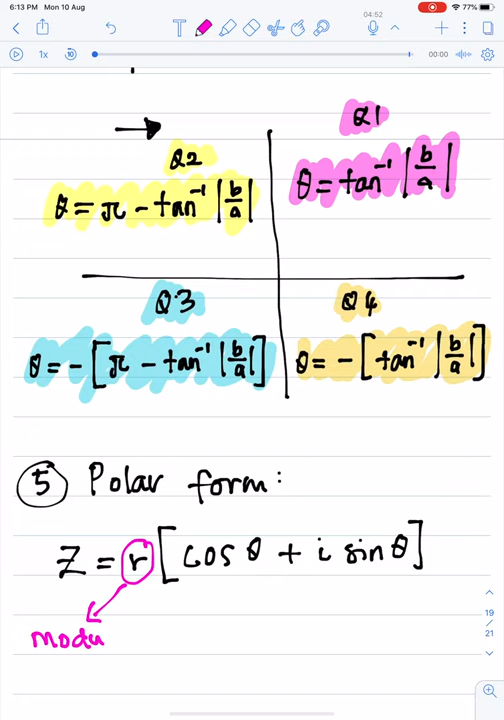 6:13 PM Mon 10 Aug
77%
04:52
1x
10
00:00
Q1
θ = tan⁻¹ |b/a|
Q2
θ = π − tan⁻¹ |b/a|
Q3
θ = −[π − tan⁻¹ |b/a|]
Q4
θ = −[tan⁻¹ |b/a|]
⑤ Polar form:
Z = r [cos θ + i sin θ]
modu
19
/
21